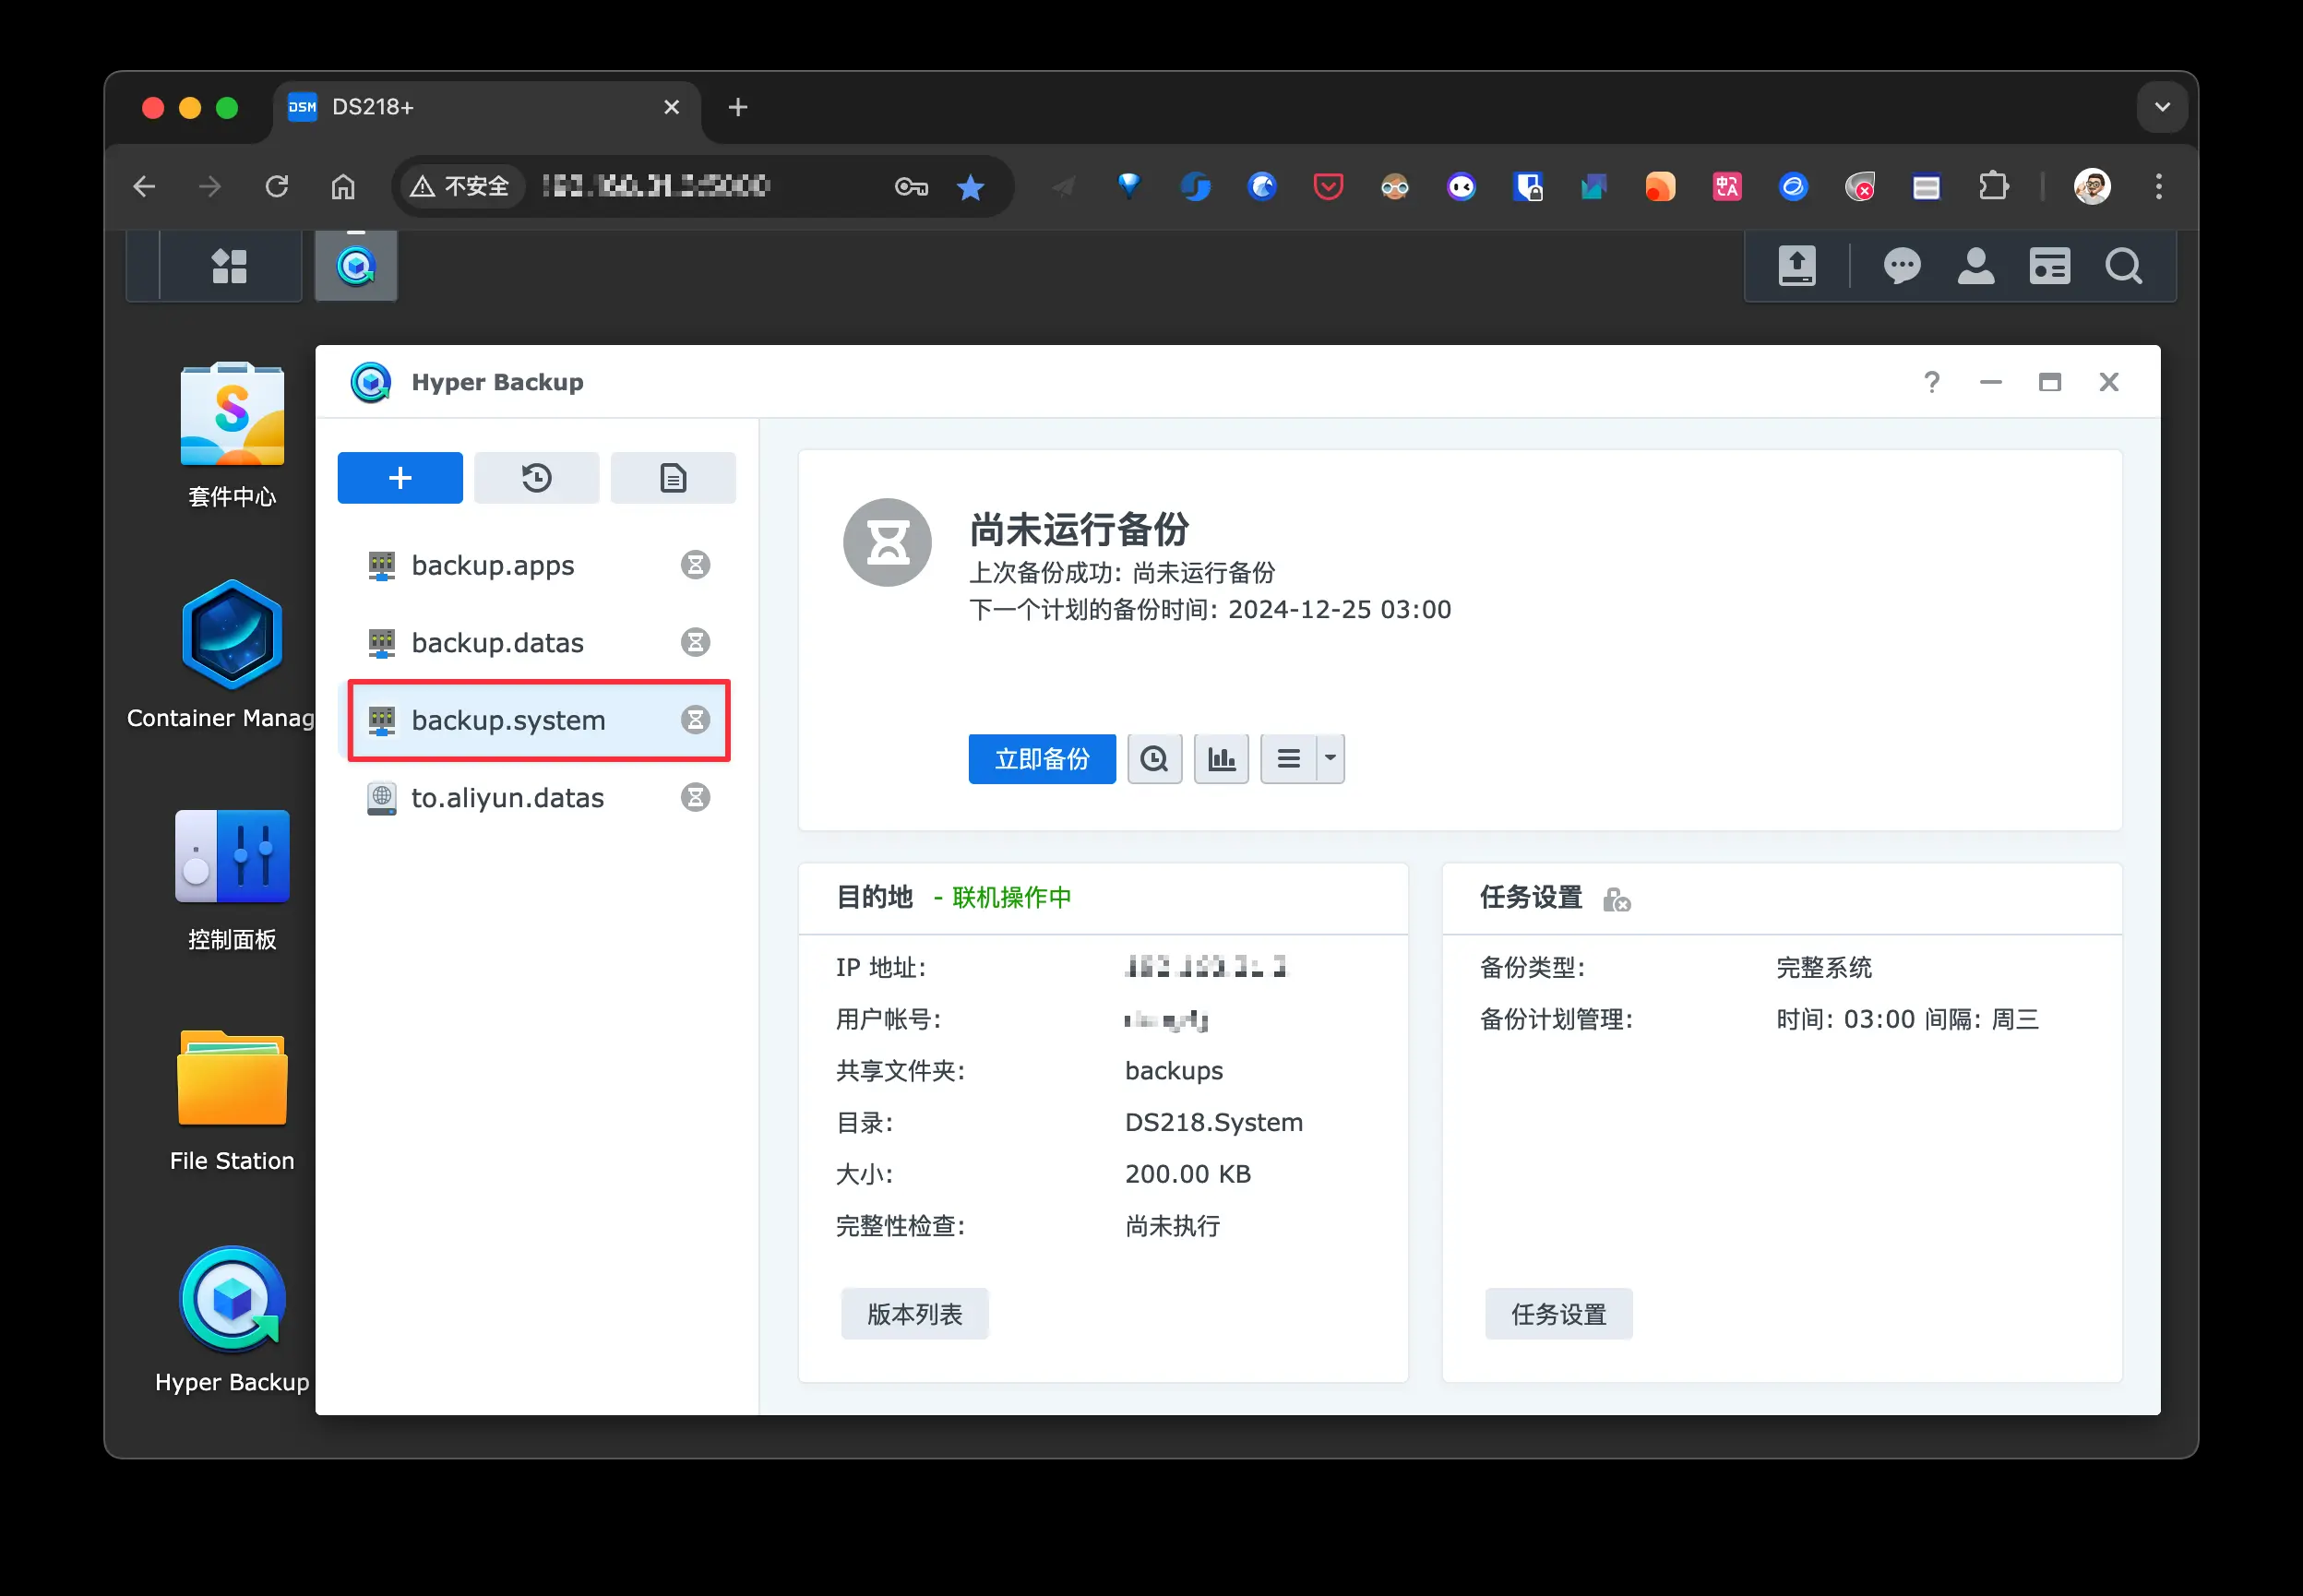 DSM DS218+
不安全
Hyper Backup
套件中心
Container Manag
控制面板
File Station
Hyper Backup
backup.apps
backup.datas
backup.system
to.aliyun.datas
尚未运行备份
上次备份成功: 尚未运行备份
下一个计划的备份时间: 2024-12-25 03:00
立即备份
目的地 - 联机操作中
IP 地址:
用户帐号:
共享文件夹: backups
目录: DS218.System
大小: 200.00 KB
完整性检查: 尚未执行
版本列表
任务设置
备份类型: 完整系统
备份计划管理: 时间: 03:00 间隔: 周三
任务设置